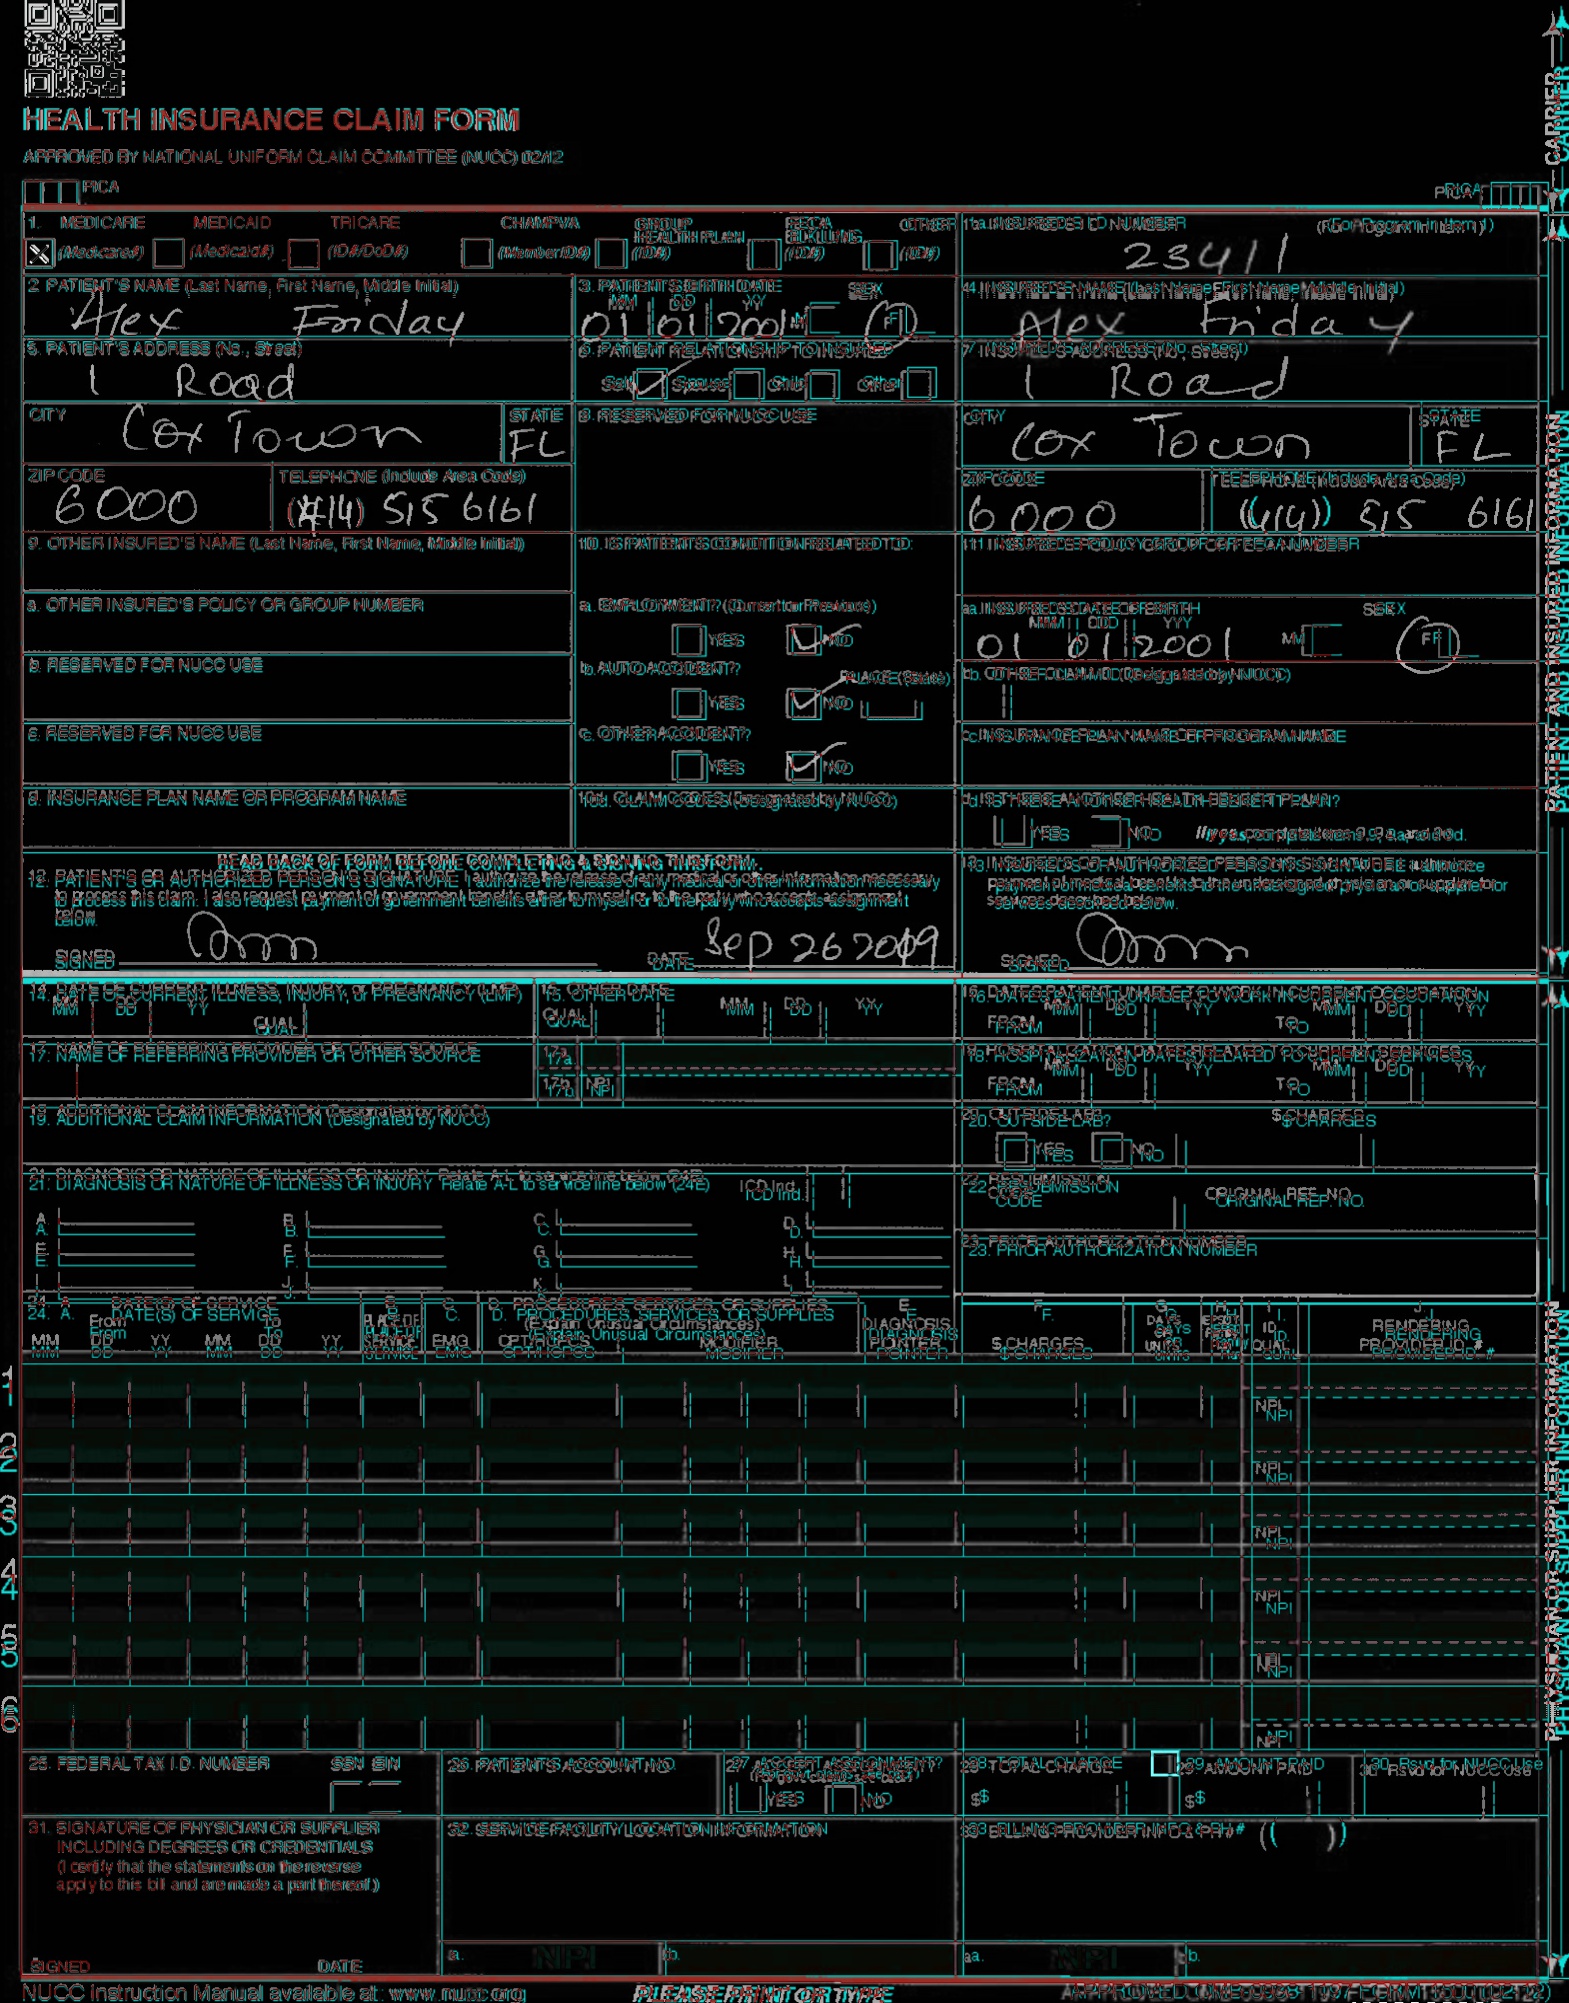 HEALTH INSURANCE CLAIM FORM
APPROVED BY NATIONAL UNIFORM CLAIM COMMITTEE (NUCC) 02/12
PICA PICA
CARRIER
1. MEDICARE MEDICAID TRICARE CHAMPVA GROUP HEALTH PLAN FECA BLK LUNG OTHER
(Medicare#) (Medicaid#) (ID#/DoD#) (Member ID#) (ID#) (ID#) (ID#)
1a. INSURED'S I.D. NUMBER (For Program in Item 1)
23411
2. PATIENT'S NAME (Last Name, First Name, Middle Initial)
Alex Friday
3. PATIENT'S BIRTH DATE SEX
MM DD YY
01 01 2001 M F
4. INSURED'S NAME (Last Name, First Name, Middle Initial)
Alex Friday
5. PATIENT'S ADDRESS (No., Street)
1 Road
6. PATIENT RELATIONSHIP TO INSURED
Self Spouse Child Other
7. INSURED'S ADDRESS (No., Street)
1 Road
CITY STATE
Cox Town FL
8. RESERVED FOR NUCC USE
CITY STATE
Cox Town FL
ZIP CODE TELEPHONE (Include Area Code)
6000 (414) 515 6161
ZIP CODE TELEPHONE (Include Area Code)
6000 (414) 515 6161
9. OTHER INSURED'S NAME (Last Name, First Name, Middle Initial)
10. IS PATIENT'S CONDITION RELATED TO:
11. INSURED'S POLICY GROUP OR FECA NUMBER
a. OTHER INSURED'S POLICY OR GROUP NUMBER
a. EMPLOYMENT? (Current or Previous)
YES NO
a. INSURED'S DATE OF BIRTH SEX
MM DD YY
01 01 2001 M F
b. RESERVED FOR NUCC USE
b. AUTO ACCIDENT? PLACE (State)
YES NO
b. OTHER CLAIM ID (Designated by NUCC)
c. RESERVED FOR NUCC USE
c. OTHER ACCIDENT?
YES NO
c. INSURANCE PLAN NAME OR PROGRAM NAME
d. INSURANCE PLAN NAME OR PROGRAM NAME
10d. CLAIM CODES (Designated by NUCC)
d. IS THERE ANOTHER HEALTH BENEFIT PLAN?
YES NO If yes, complete items 9, 9a, and 9d.
READ BACK OF FORM BEFORE COMPLETING & SIGNING THIS FORM.
12. PATIENT'S OR AUTHORIZED PERSON'S SIGNATURE I authorize the release of any medical or other information necessary
to process this claim. I also request payment of government benefits either to myself or to the party who accepts assignment
below.
SIGNED DATE Sep 26 2019
13. INSURED'S OR AUTHORIZED PERSON'S SIGNATURE I authorize
payment of medical benefits to the undersigned physician or supplier for
services described below.
SIGNED
PATIENT AND INSURED INFORMATION
14. DATE OF CURRENT ILLNESS, INJURY, or PREGNANCY (LMP)
MM DD YY QUAL.
15. OTHER DATE
QUAL. MM DD YY
16. DATES PATIENT UNABLE TO WORK IN CURRENT OCCUPATION
MM DD YY MM DD YY
FROM TO
17. NAME OF REFERRING PROVIDER OR OTHER SOURCE
17a.
17b. NPI
18. HOSPITALIZATION DATES RELATED TO CURRENT SERVICES
MM DD YY MM DD YY
FROM TO
19. ADDITIONAL CLAIM INFORMATION (Designated by NUCC)
20. OUTSIDE LAB? $ CHARGES
YES NO
21. DIAGNOSIS OR NATURE OF ILLNESS OR INJURY Relate A-L to service line below (24E) ICD Ind.
A. B. C. D.
E. F. G. H.
I. J. K. L.
22. RESUBMISSION
CODE ORIGINAL REF. NO.
23. PRIOR AUTHORIZATION NUMBER
24. A. DATE(S) OF SERVICE B. C. D. PROCEDURES, SERVICES, OR SUPPLIES E. F. G. H. I. J.
From To PLACE OF (Explain Unusual Circumstances) DIAGNOSIS DAYS ID. RENDERING
MM DD YY MM DD YY SERVICE EMG CPT/HCPCS MODIFIER POINTER $ CHARGES UNITS QUAL. PROVIDER ID. #
1 NPI
2 NPI
3 NPI
4 NPI
5 NPI
6 NPI
PHYSICIAN OR SUPPLIER INFORMATION
25. FEDERAL TAX I.D. NUMBER SSN EIN
26. PATIENT'S ACCOUNT NO.
27. ACCEPT ASSIGNMENT?
(For govt. claims, see back)
YES NO
28. TOTAL CHARGE
$
29. AMOUNT PAID
$
30. Rsvd for NUCC Use
31. SIGNATURE OF PHYSICIAN OR SUPPLIER
INCLUDING DEGREES OR CREDENTIALS
(I certify that the statements on the reverse
apply to this bill and are made a part thereof.)
SIGNED DATE
32. SERVICE FACILITY LOCATION INFORMATION
a. NPI b.
33. BILLING PROVIDER INFO & PH # ( )
a. NPI b.
NUCC Instruction Manual available at: www.nucc.org PLEASE PRINT OR TYPE APPROVED OMB-0938-1197 FORM 1500 (02-12)